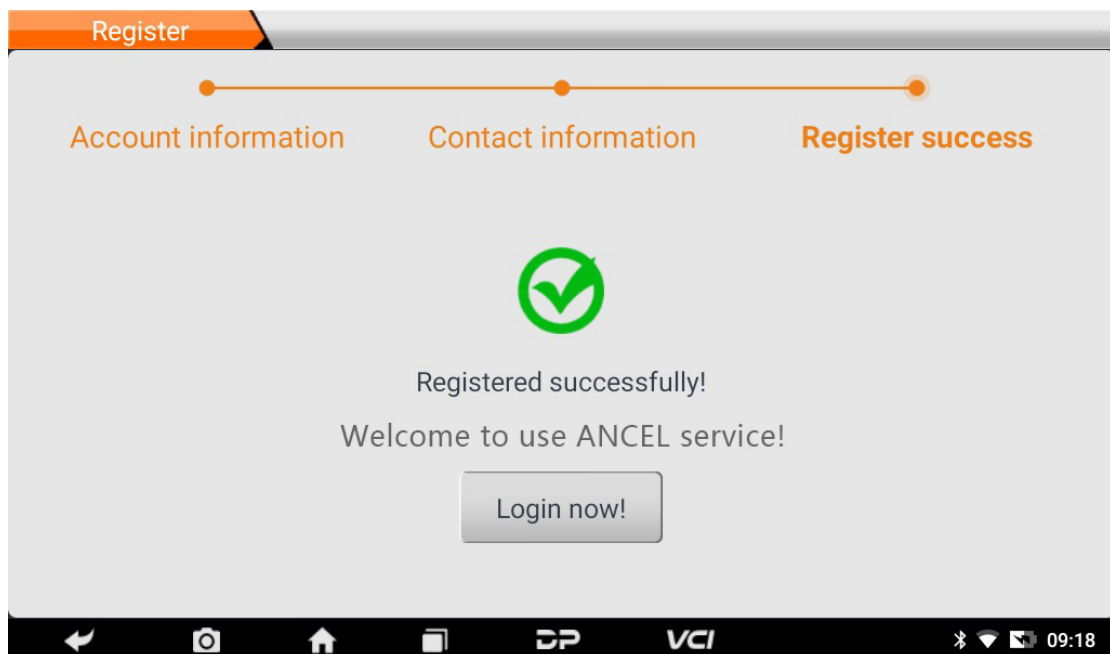 Register
Account information Contact information Register success
Registered successfully!
Welcome to use ANCEL service!
Login now!
DP VCI 09:18